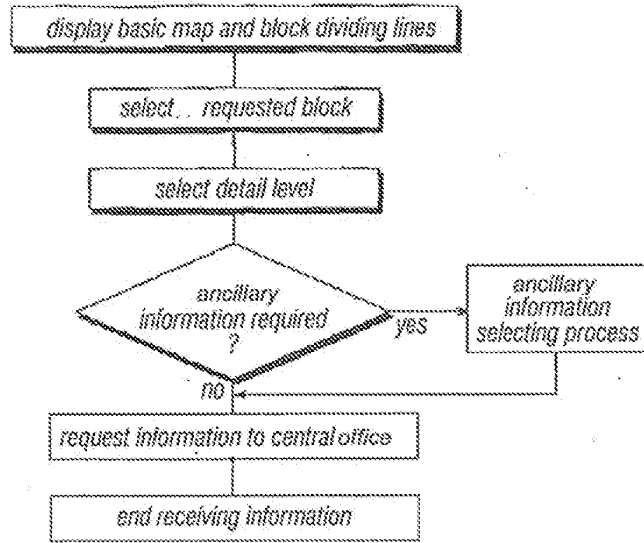 display basic map and block dividing lines
select . . requested block
select detail level
ancillary
information required
?
yes
ancillary
information
selecting process
no
request information to central office
end receiving information